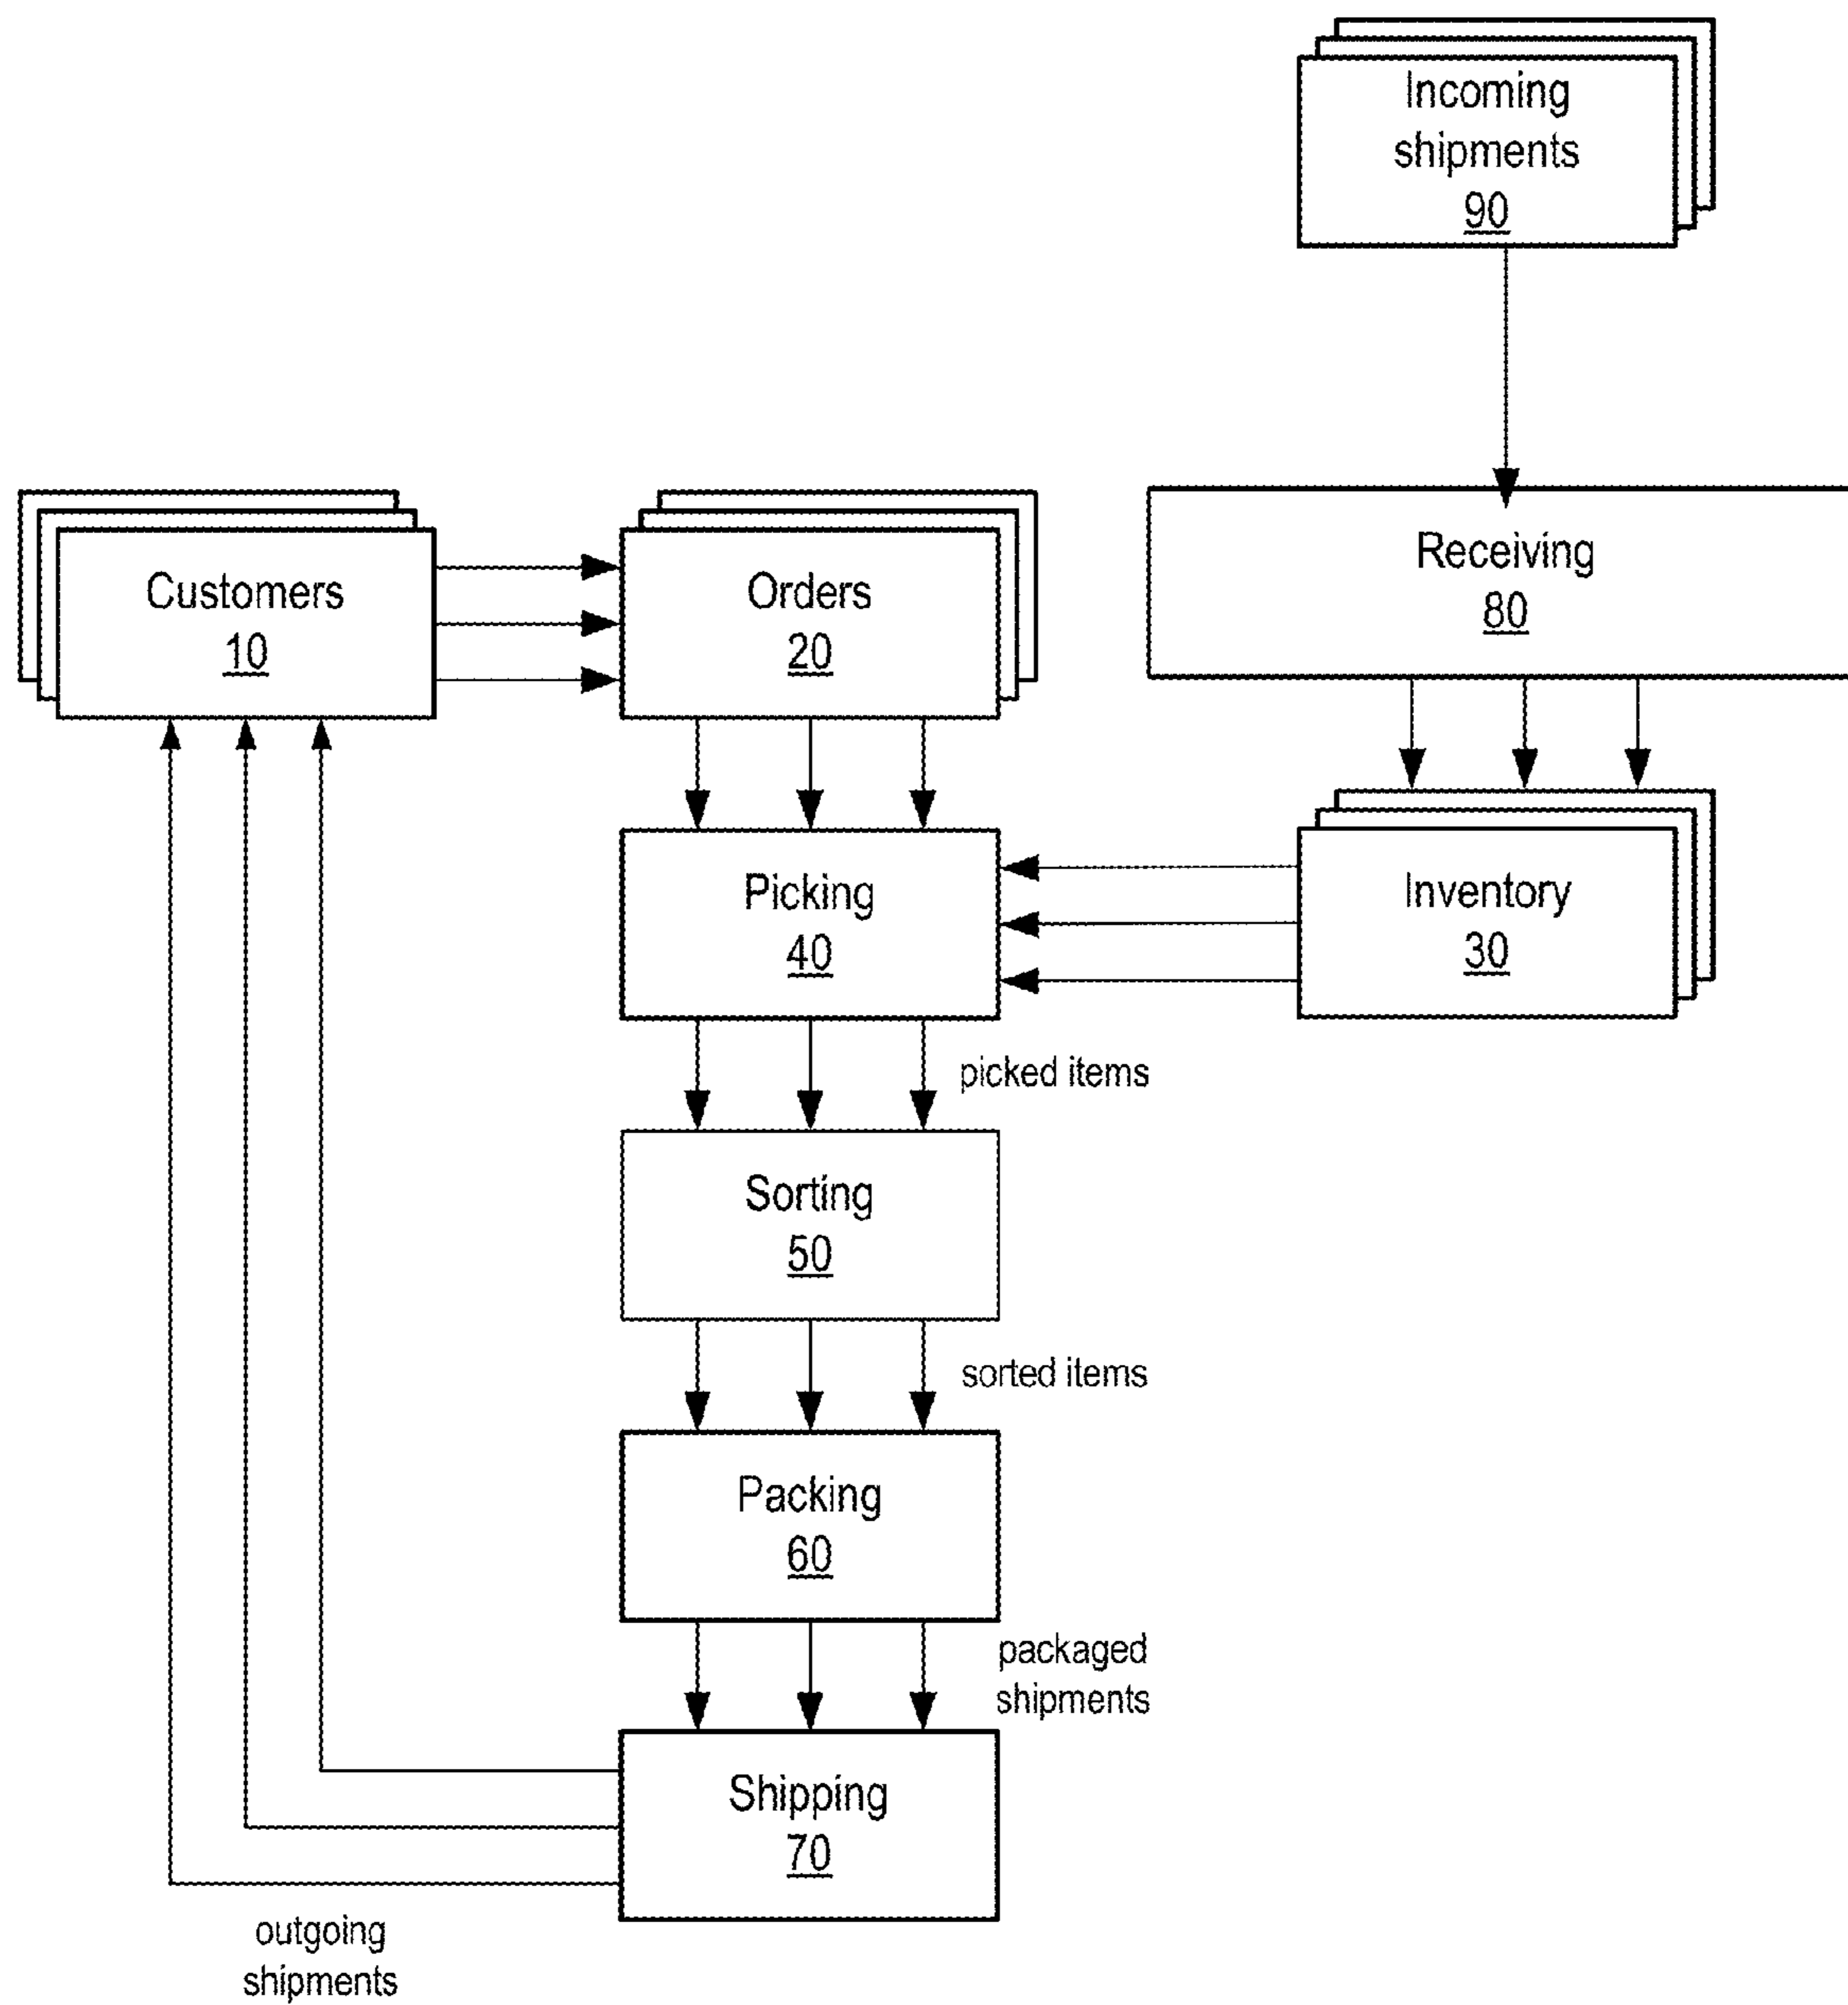 Incoming
shipments
90
Customers
10
Orders
20
Receiving
80
Picking
40
Inventory
30
picked items
Sorting
50
sorted items
Packing
60
packaged
shipments
Shipping
70
outgoing
shipments